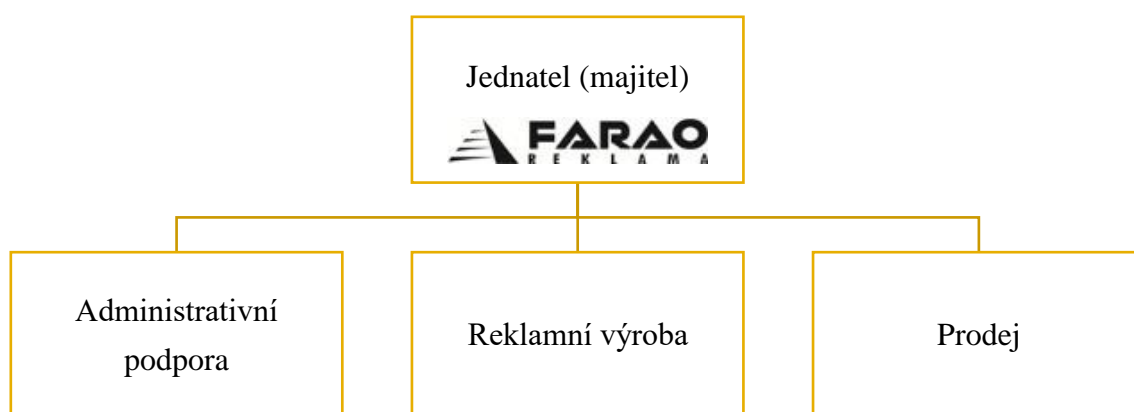 Jednatel (majitel)
FARAO
REKLAMA
Administrativní
podpora
Reklamní výroba
Prodej